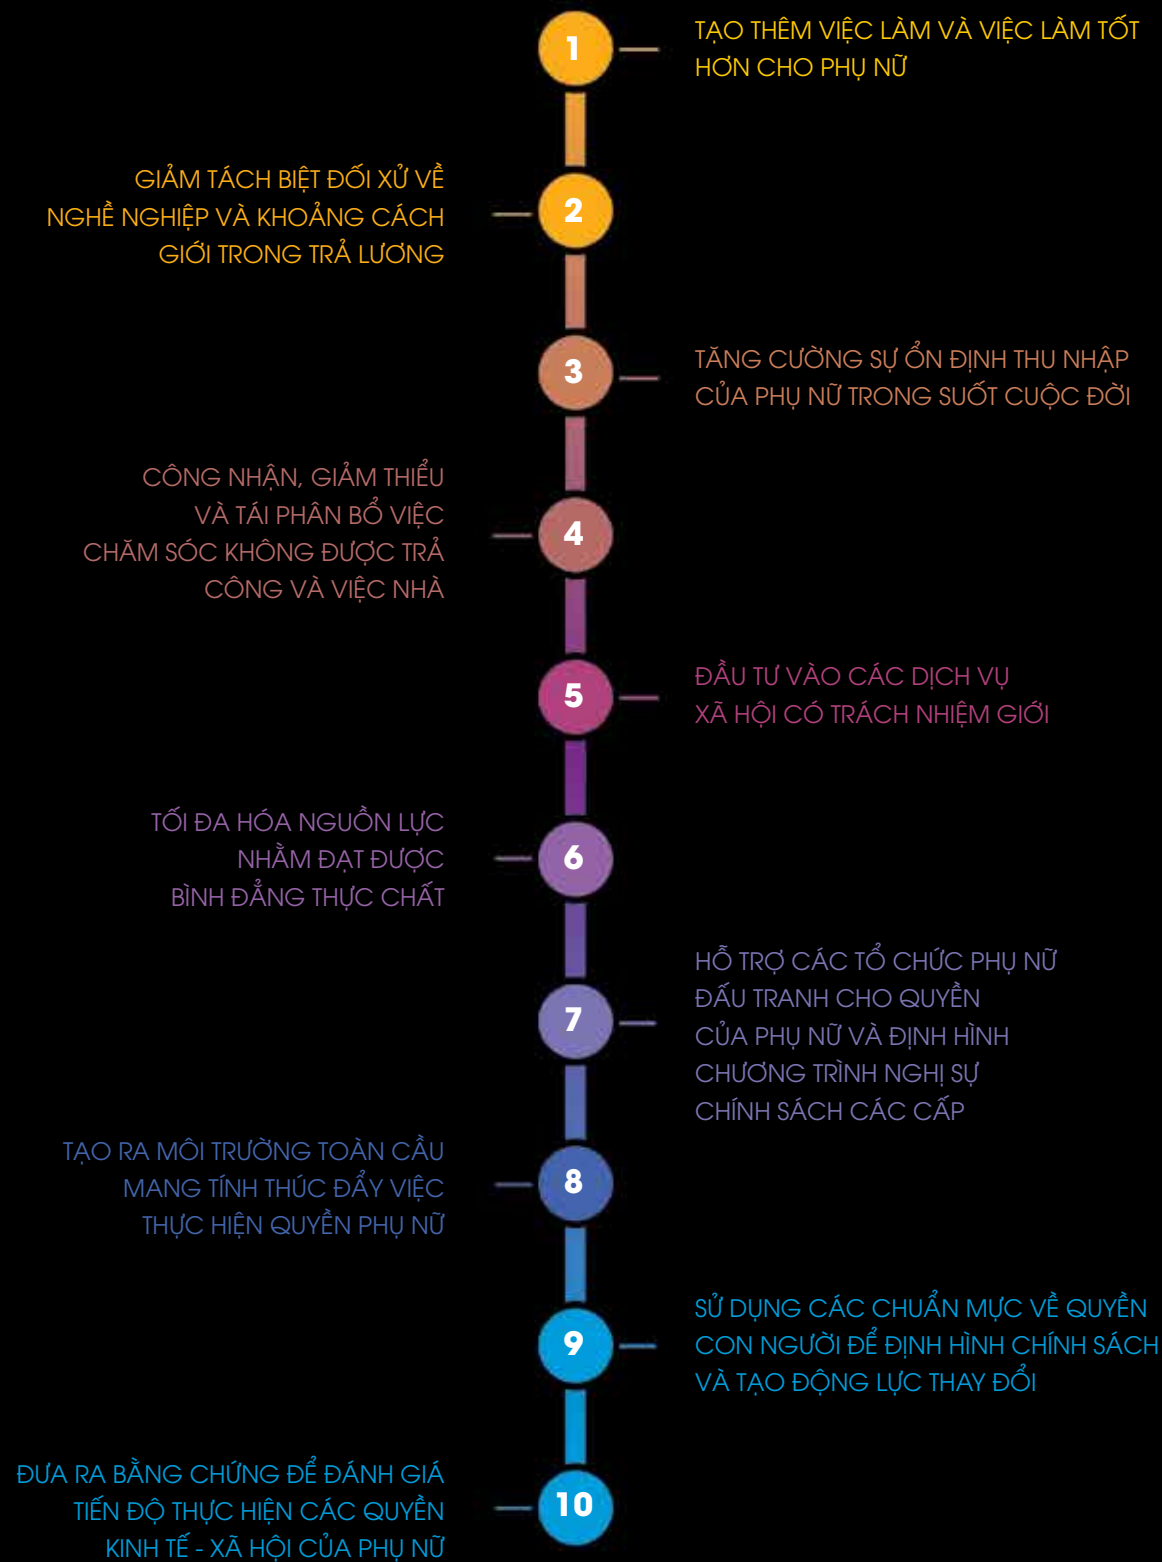 1
TẠO THÊM VIỆC LÀM VÀ VIỆC LÀM TỐT
HƠN CHO PHỤ NỮ
GIẢM TÁCH BIỆT ĐỐI XỬ VỀ
NGHỀ NGHIỆP VÀ KHOẢNG CÁCH
GIỚI TRONG TRẢ LƯƠNG
2
3
TĂNG CƯỜNG SỰ ỔN ĐỊNH THU NHẬP
CỦA PHỤ NỮ TRONG SUỐT CUỘC ĐỜI
CÔNG NHẬN, GIẢM THIỂU
VÀ TÁI PHÂN BỔ VIỆC
CHĂM SÓC KHÔNG ĐƯỢC TRẢ
CÔNG VÀ VIỆC NHÀ
4
5
ĐẦU TƯ VÀO CÁC DỊCH VỤ
XÃ HỘI CÓ TRÁCH NHIỆM GIỚI
TỐI ĐA HÓA NGUỒN LỰC
NHẰM ĐẠT ĐƯỢC
BÌNH ĐẲNG THỰC CHẤT
6
7
HỖ TRỢ CÁC TỔ CHỨC PHỤ NỮ
ĐẤU TRANH CHO QUYỀN
CỦA PHỤ NỮ VÀ ĐỊNH HÌNH
CHƯƠNG TRÌNH NGHỊ SỰ
CHÍNH SÁCH CÁC CẤP
TẠO RA MÔI TRƯỜNG TOÀN CẦU
MANG TÍNH THÚC ĐẨY VIỆC
THỰC HIỆN QUYỀN PHỤ NỮ
8
9
SỬ DỤNG CÁC CHUẨN MỰC VỀ QUYỀN
CON NGƯỜI ĐỂ ĐỊNH HÌNH CHÍNH SÁCH
VÀ TẠO ĐỘNG LỰC THAY ĐỔI
ĐƯA RA BẰNG CHỨNG ĐỂ ĐÁNH GIÁ
TIẾN ĐỘ THỰC HIỆN CÁC QUYỀN
KINH TẾ - XÃ HỘI CỦA PHỤ NỮ
10